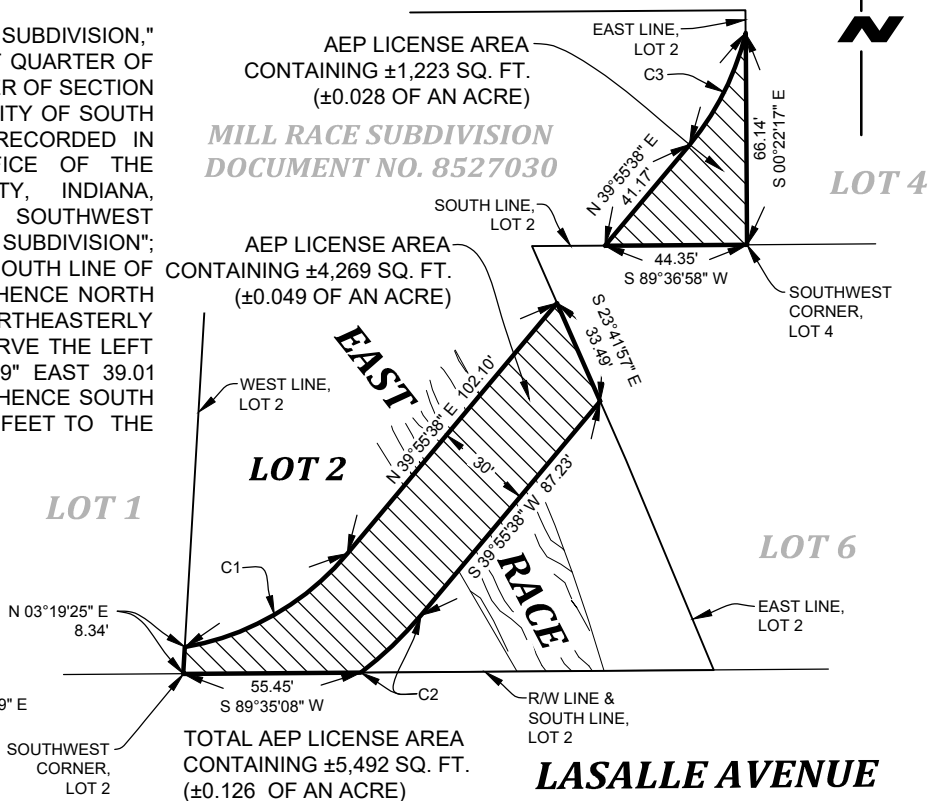 SUBDIVISION,"
QUARTER OF
ER OF SECTION
ITY OF SOUTH
RECORDED IN
FICE OF THE
TY, INDIANA,
SOUTHWEST
SUBDIVISION";
OUTH LINE OF
HENCE NORTH
RTHEASTERLY
RVE THE LEFT
9" EAST 39.01
HENCE SOUTH
FEET TO THE
AEP LICENSE AREA
CONTAINING ±1,223 SQ. FT.
(±0.028 OF AN ACRE)
EAST LINE,
LOT 2
C3
N
MILL RACE SUBDIVISION
DOCUMENT NO. 8527030
N 39°55'38" E
41.17'
66.14'
S 00°22'17" E
LOT 4
SOUTH LINE,
LOT 2
44.35'
S 89°36'58" W
SOUTHWEST
CORNER,
LOT 4
AEP LICENSE AREA
CONTAINING ±4,269 SQ. FT.
(±0.049 OF AN ACRE)
S 23°41'57" E
33.49'
EAST
WEST LINE,
LOT 2
N 39°55'38" E 102.10'
30'
S 39°55'38" W 87.23'
LOT 2
LOT 1
RACE
LOT 6
C1
N 03°19'25" E
8.34'
EAST LINE,
LOT 2
55.45'
S 89°35'08" W
C2
R/W LINE &
SOUTH LINE,
LOT 2
9" E
SOUTHWEST
CORNER,
LOT 2
TOTAL AEP LICENSE AREA
CONTAINING ±5,492 SQ. FT.
(±0.126 OF AN ACRE)
LASALLE AVENUE